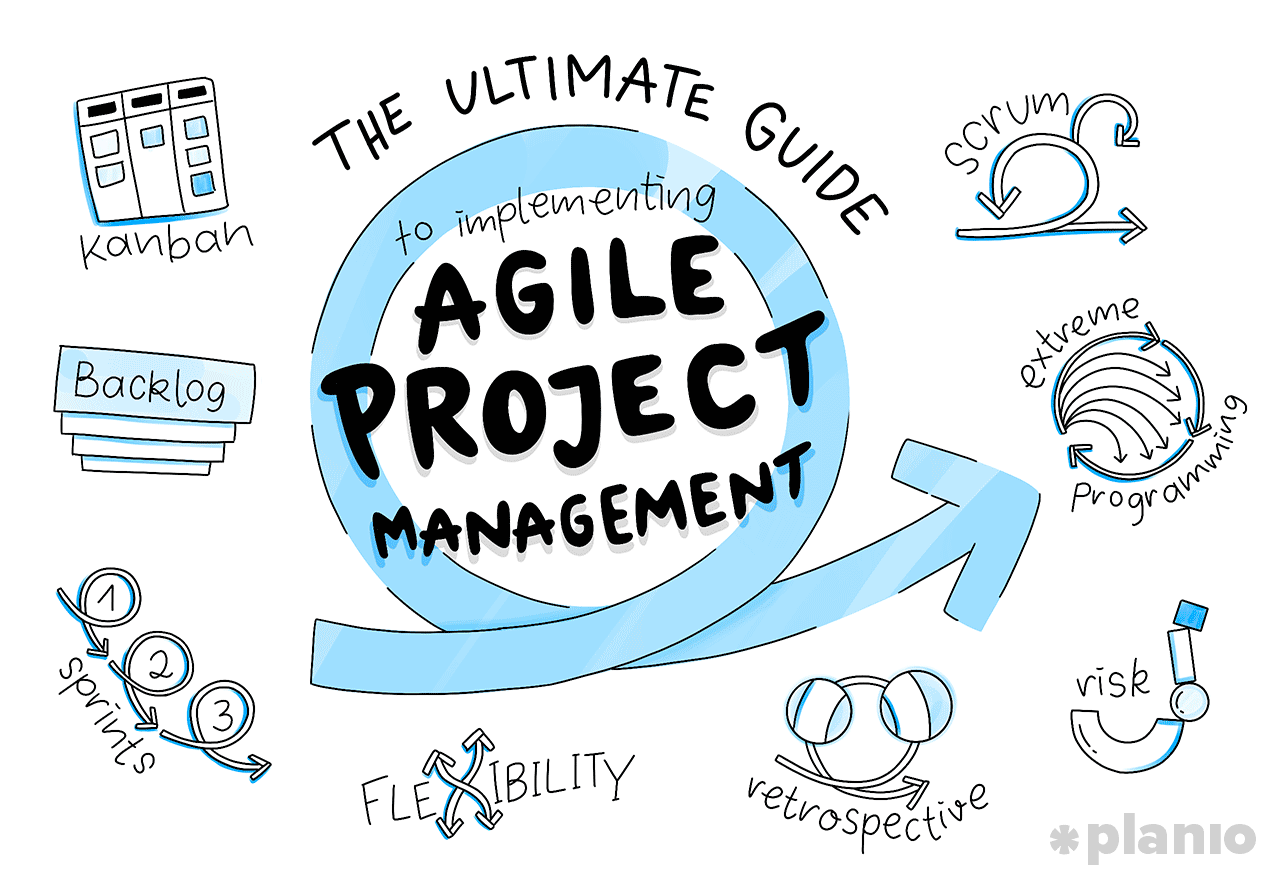 THE ULTIMATE GUIDE
to implementing
AGILE
PROJECT
MANAGEMENT
kanban
Backlog
1
2
3
sprints
FLEXIBILITY
retrospective
risk
extreme
Programming
scrum
planio